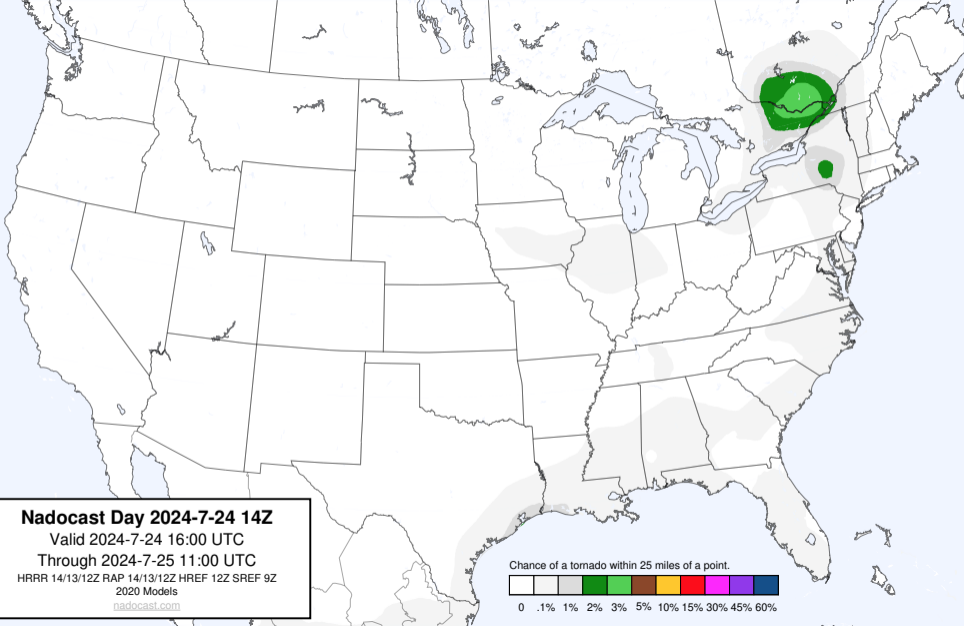 Nadocast Day 2024-7-24 14Z
Valid 2024-7-24 16:00 UTC
Through 2024-7-25 11:00 UTC
HRRR 14/13/12Z RAP 14/13/12Z HREF 12Z SREF 9Z
2020 Models
nadocast.com
Chance of a tornado within 25 miles of a point.
0 .1% 1% 2% 3% 5% 10% 15% 30% 45% 60%